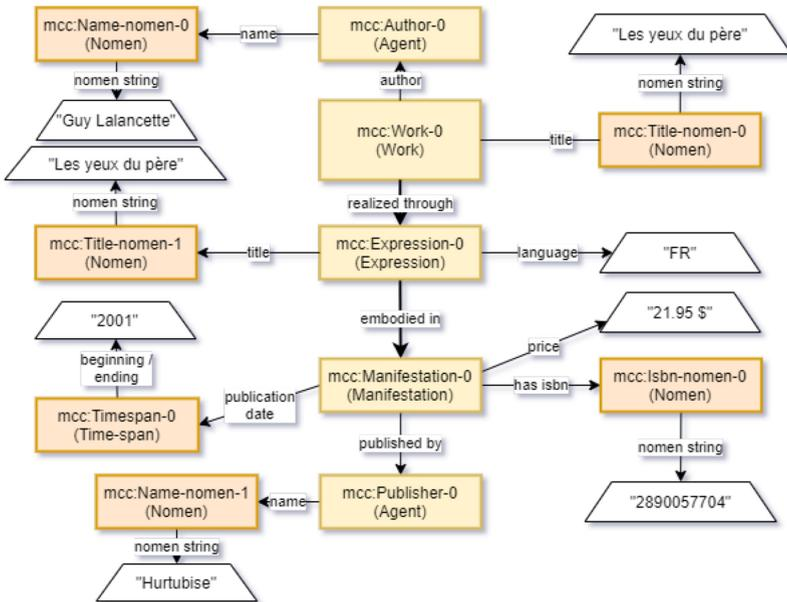 mcc:Name-nomen-0
(Nomen)
name
mcc:Author-0
(Agent)
"Les yeux du père"
nomen string
author
nomen string
"Guy Lalancette"
mcc:Work-0
(Work)
title
mcc:Title-nomen-0
(Nomen)
"Les yeux du père"
nomen string
realized through
mcc:Title-nomen-1
(Nomen)
title
mcc:Expression-0
(Expression)
language
"FR"
"2001"
embodied in
"21.95 $"
beginning /
ending
price
mcc:Timespan-0
(Time-span)
publication
date
mcc:Manifestation-0
(Manifestation)
has isbn
mcc:Isbn-nomen-0
(Nomen)
published by
nomen string
mcc:Name-nomen-1
(Nomen)
name
mcc:Publisher-0
(Agent)
"2890057704"
nomen string
"Hurtubise"